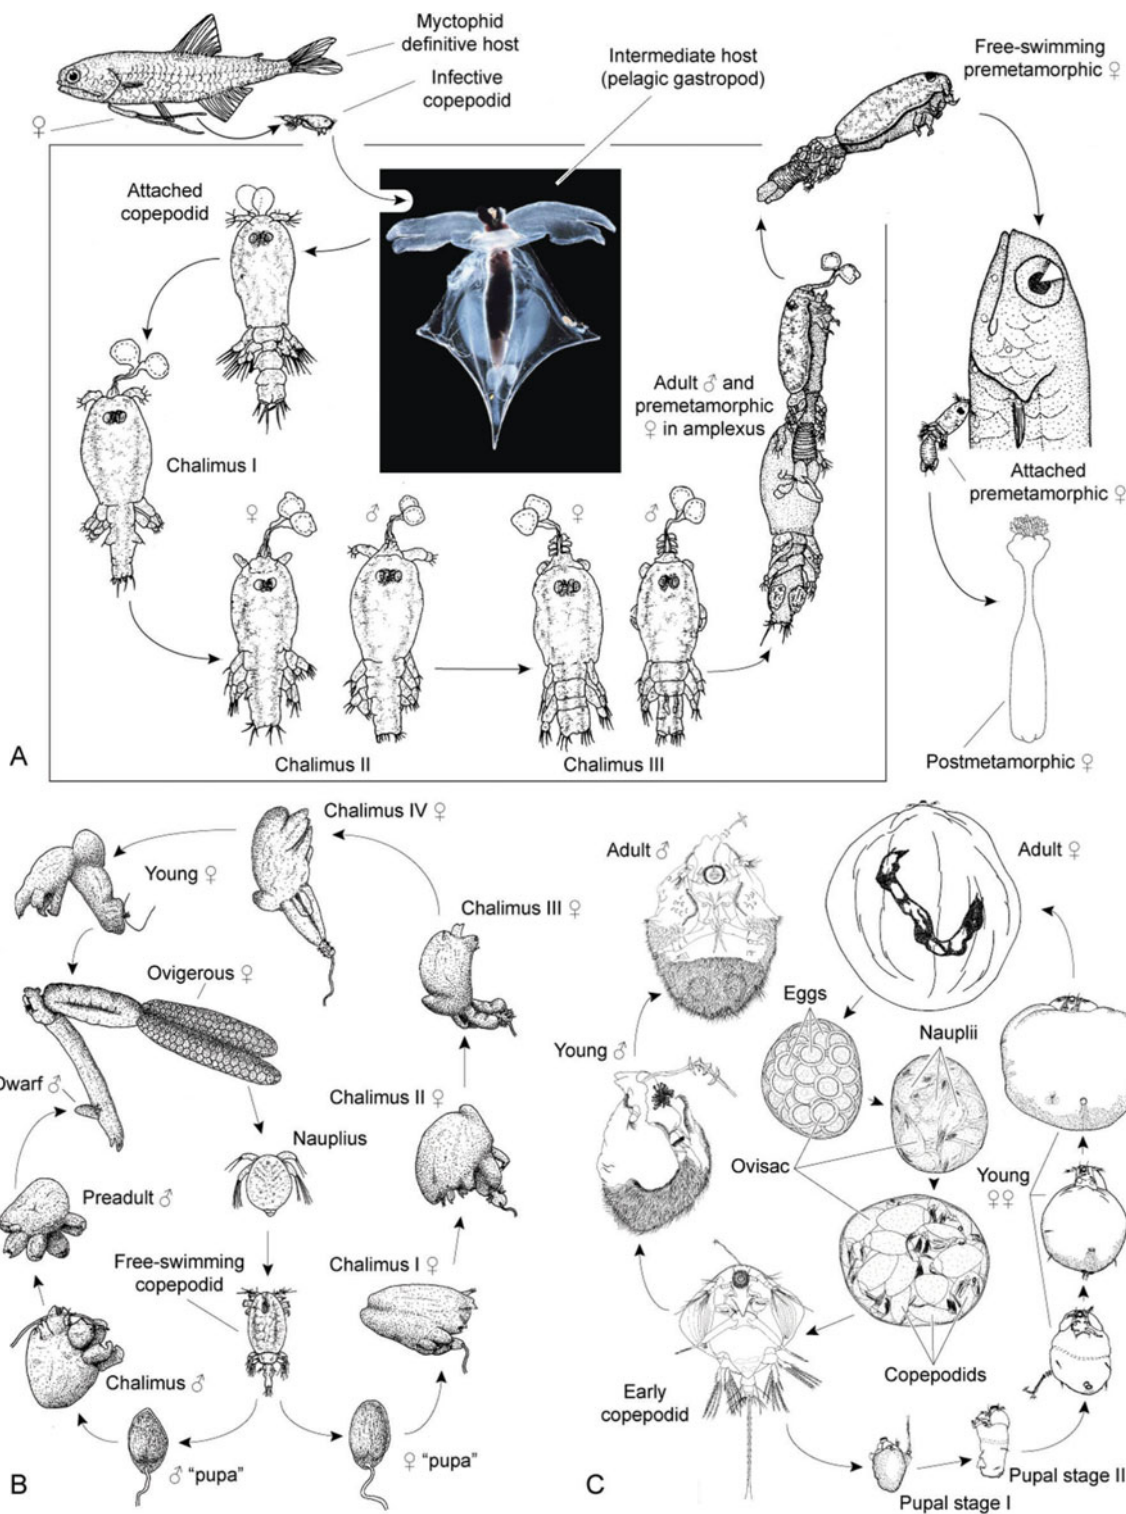 Myctophid
definitive host
Infective
copepodid
♀
Intermediate host
(pelagic gastropod)
Free-swimming
premetamorphic ♀
Attached
copepodid
Chalimus I
♀
♂
♀
♂
Adult ♂ and
premetamorphic
♀ in amplexus
Attached
premetamorphic ♀
Chalimus II
Chalimus III
Postmetamorphic ♀
A
Chalimus IV ♀
Young ♀
Chalimus III ♀
Ovigerous ♀
Dwarf ♂
Chalimus II ♀
Nauplius
Preadult ♂
Free-swimming
copepodid
Chalimus I ♀
Chalimus ♂
♂ “pupa”
♀ “pupa”
B
Adult ♂
Adult ♀
Eggs
Nauplii
Young ♂
Ovisac
Young
♀♀
Copepodids
Early
copepodid
Pupal stage II
Pupal stage I
C